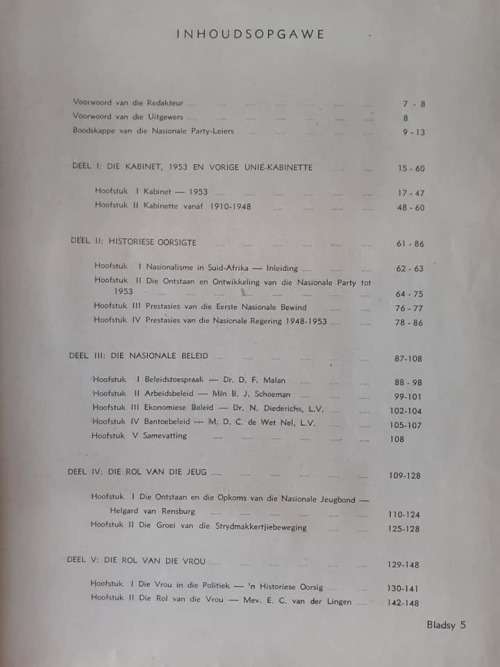 INHOUDSOPGAWE
Voorwoord van die Redakteur 7 - 8
Voorwoord van die Uitgewers 8
Boodskappe van die Nasionale Party-Leiers 9 - 13
DEEL I: DIE KABINET, 1953 EN VORIGE UNIE-KABINETTE 15 - 60
Hoofstuk I Kabinet — 1953 17 - 47
Hoofstuk II Kabinette vanaf 1910-1948 48 - 60
DEEL II: HISTORIESE OORSIGTE 61 - 86
Hoofstuk I Nasionalisme in Suid-Afrika — Inleiding 62 - 63
Hoofstuk II Die Ontstaan en Ontwikkeling van die Nasionale Party tot
1953 64 - 75
Hoofstuk III Prestasies van die Eerste Nasionale Bewind 76 - 77
Hoofstuk IV Prestasies van die Nasionale Regering 1948-1953 78 - 86
DEEL III: DIE NASIONALE BELEID 87-108
Hoofstuk I Beleidstoespraak — Dr. D. F. Malan 88 - 98
Hoofstuk II Arbeidsbeleid — Min B. J. Schoeman 99-101
Hoofstuk III Ekonomiese Beleid — Dr. N. Diederichs, L.V. 102-104
Hoofstuk IV Bantoebeleid — M. D. C. de Wet Nel, L.V. 105-107
Hoofstuk V Samevatting 108
DEEL IV: DIE ROL VAN DIE JEUG 109-128
Hoofstuk I Die Ontstaan en die Opkoms van die Nasionale Jeugbond —
Helgard van Rensburg 110-124
Hoofstuk II Die Groei van die Strydmakkertjiebeweging 125-128
DEEL V: DIE ROL VAN DIE VROU 129-148
Hoofstuk I Die Vrou in die Politiek — 'n Historiese Oorsig 130-141
Hoofstuk II Die Rol van die Vrou — Mev. E. C. van der Lingen 142-148
Bladsy 5